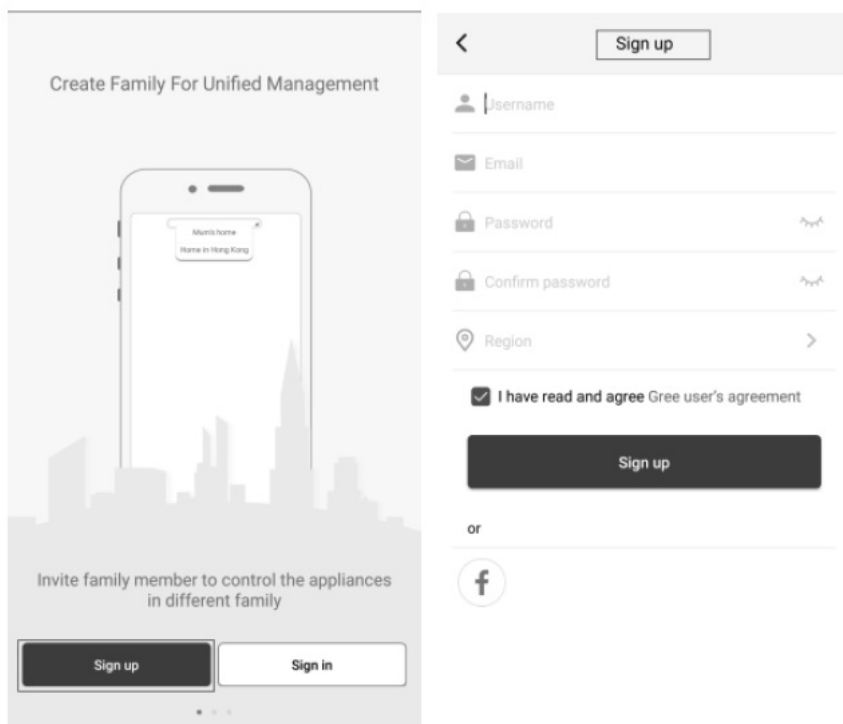 Create Family For Unified Management
Mum's home
Home in Hong Kong
Invite family member to control the appliances
in different family
Sign up
Sign in
Sign up
Username
Email
Password
Confirm password
Region
I have read and agree Gree user's agreement
Sign up
or
f